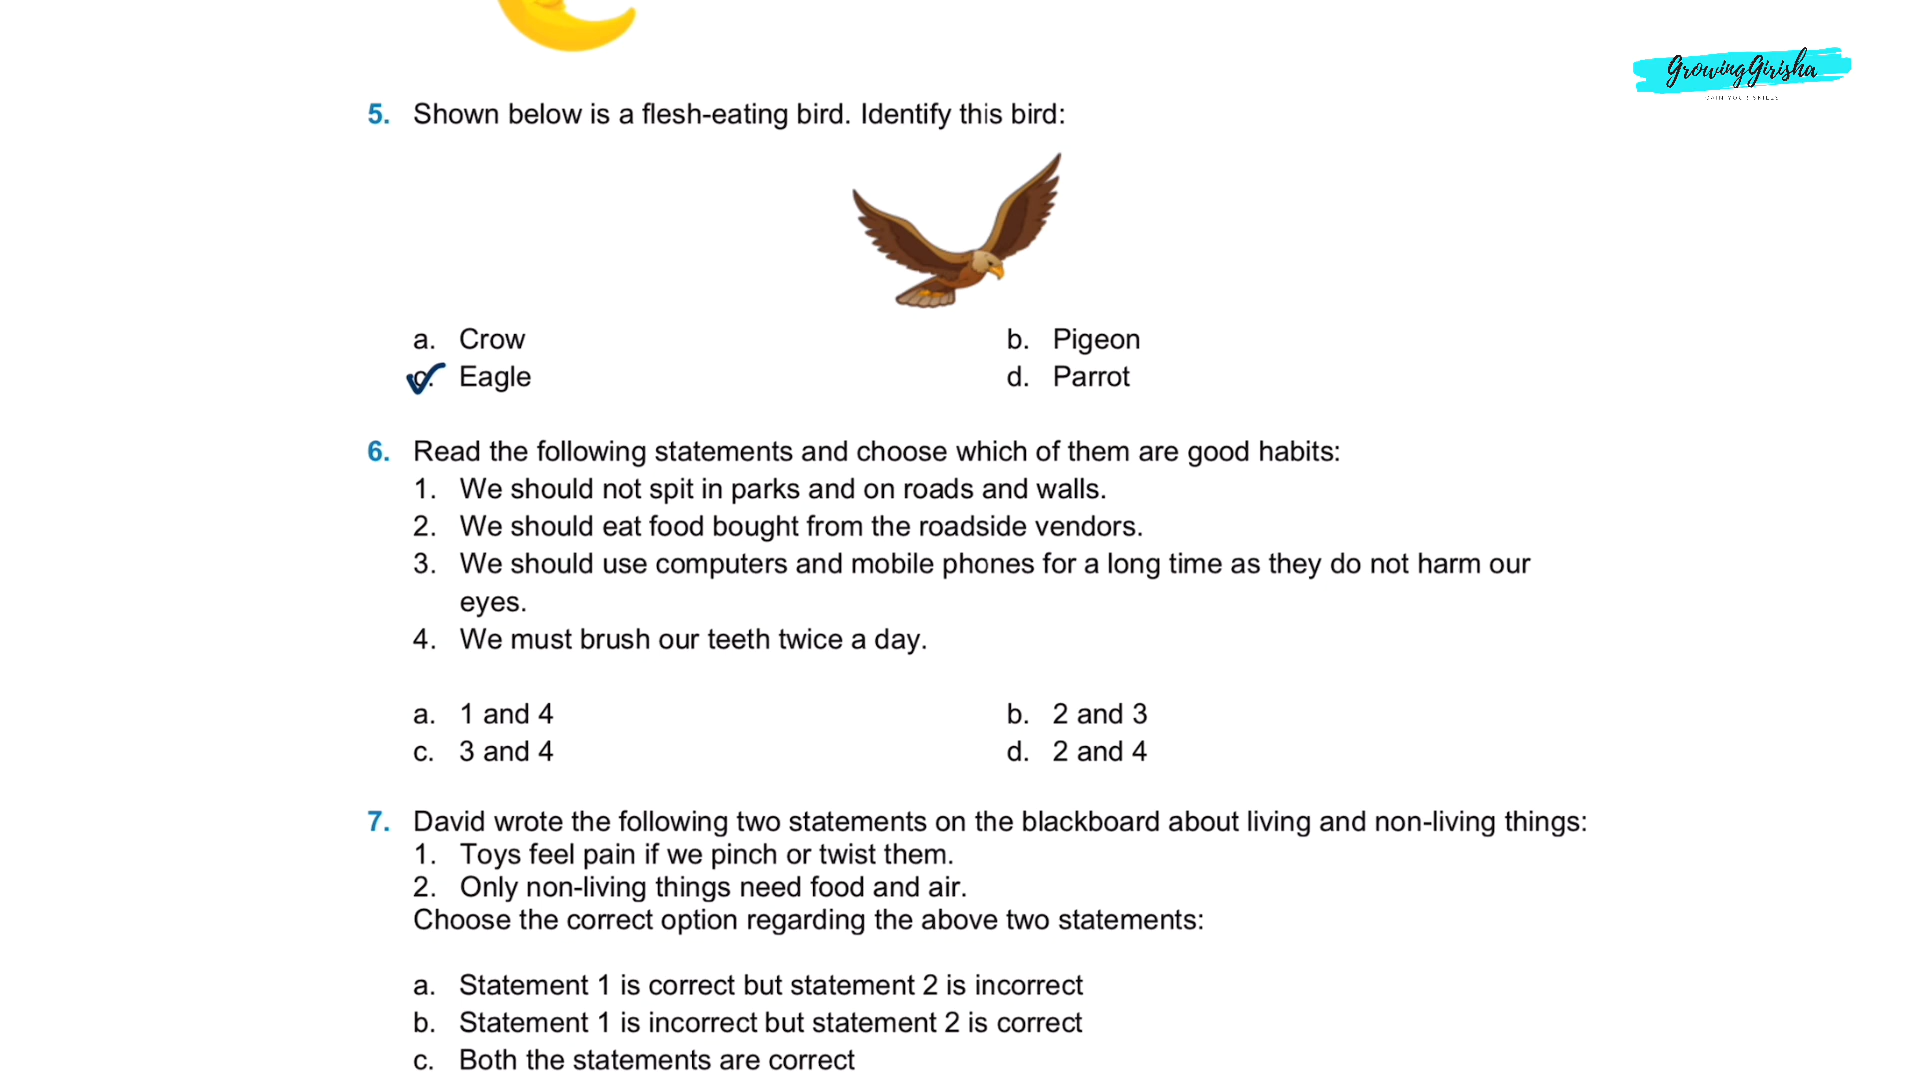 GrowingGirisha
5. Shown below is a flesh-eating bird. Identify this bird:
a. Crow
b. Pigeon
c. Eagle
d. Parrot
6. Read the following statements and choose which of them are good habits:
1. We should not spit in parks and on roads and walls.
2. We should eat food bought from the roadside vendors.
3. We should use computers and mobile phones for a long time as they do not harm our
eyes.
4. We must brush our teeth twice a day.
a. 1 and 4
b. 2 and 3
c. 3 and 4
d. 2 and 4
7. David wrote the following two statements on the blackboard about living and non-living things:
1. Toys feel pain if we pinch or twist them.
2. Only non-living things need food and air.
Choose the correct option regarding the above two statements:
a. Statement 1 is correct but statement 2 is incorrect
b. Statement 1 is incorrect but statement 2 is correct
c. Both the statements are correct